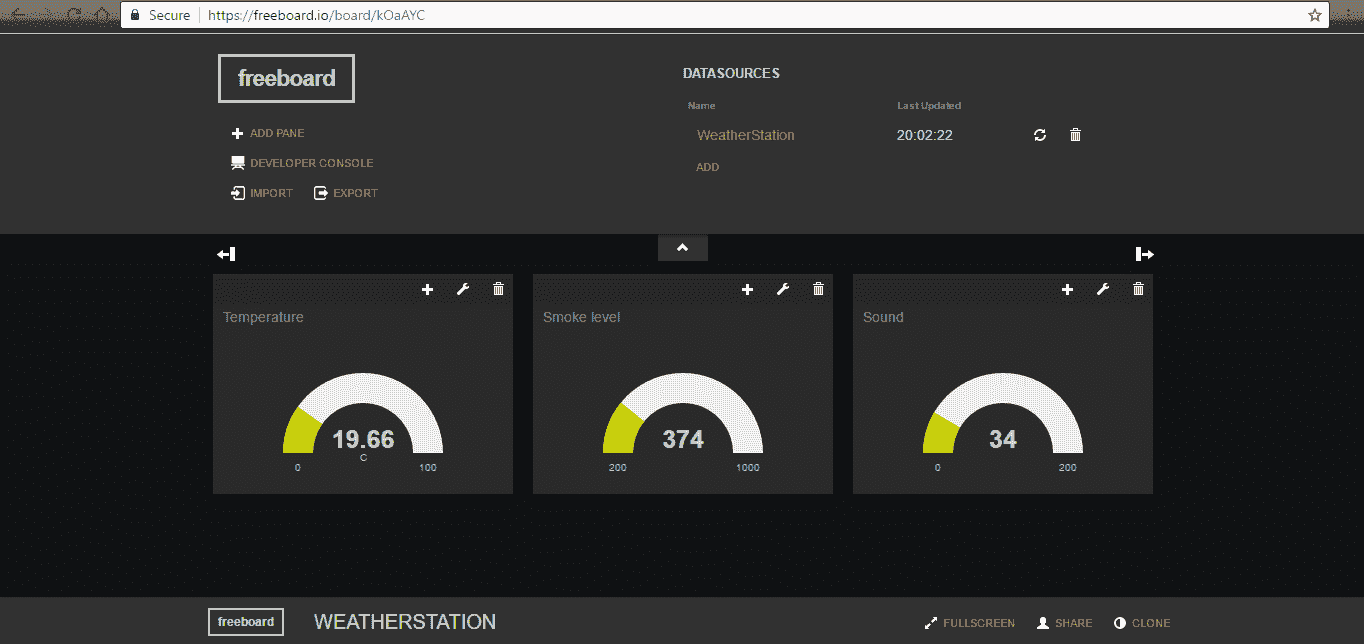 Secure https://freeboard.io/board/kOaAYC
freeboard
ADD PANE
DEVELOPER CONSOLE
IMPORT EXPORT
DATASOURCES
Name Last Updated
WeatherStation 20:02:22
ADD
Temperature
19.66
C
0 100
Smoke level
374
200 1000
Sound
34
0 200
freeboard WEATHERSTATION FULLSCREEN SHARE CLONE